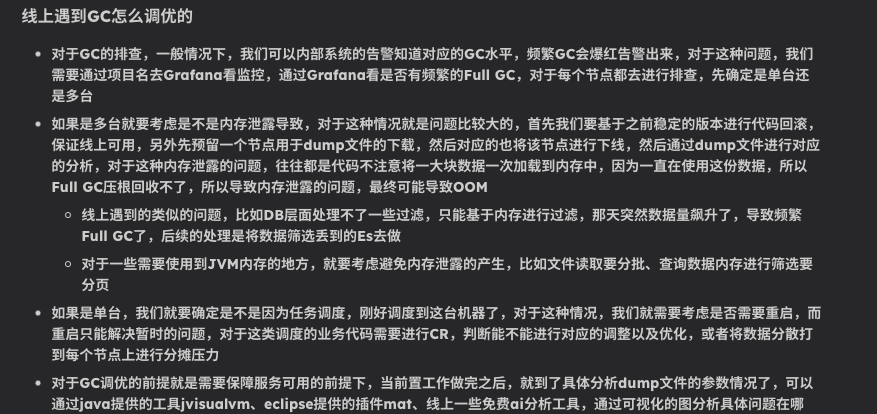 线上遇到GC怎么调优的
对于GC的排查，一般情况下，我们可以内部系统的告警知道对应的GC水平，频繁GC会爆红告警出来，对于这种问题，我们
需要通过项目名去Grafana看监控，通过Grafana看是否有频繁的Full GC，对于每个节点都去进行排查，先确定是单台还
是多台
如果是多台就要考虑是不是内存泄露导致，对于这种情况就是问题比较大的，首先我们要基于之前稳定的版本进行代码回滚，
保证线上可用，另外先预留一个节点用于dump文件的下载，然后对应的也将该节点进行下线，然后通过dump文件进行对应
的分析，对于这种内存泄露的问题，往往都是代码不注意将一大块数据一次加载到内存中，因为一直在使用这份数据，所以
Full GC压根回收不了，所以导致内存泄露的问题，最终可能导致OOM
线上遇到的类似的问题，比如DB层面处理不了一些过滤，只能基于内存进行过滤，那天突然数据量飙升了，导致频繁
Full GC了，后续的处理是将数据筛选丢到的Es去做
对于一些需要使用到JVM内存的地方，就要考虑避免内存泄露的产生，比如文件读取要分批、查询数据内存进行筛选要
分页
如果是单台，我们就要确定是不是因为任务调度，刚好调度到这台机器了，对于这种情况，我们就需要考虑是否需要重启，而
重启只能解决暂时的问题，对于这类调度的业务代码需要进行CR，判断能不能进行对应的调整以及优化，或者将数据分散打
到每个节点上进行分摊压力
对于GC调优的前提就是需要保障服务可用的前提下，当前置工作做完之后，就到了具体分析dump文件的参数情况了，可以
通过java提供的工具jvisualvm、eclipse提供的插件mat、线上一些免费ai分析工具，通过可视化的图分析具体问题在哪